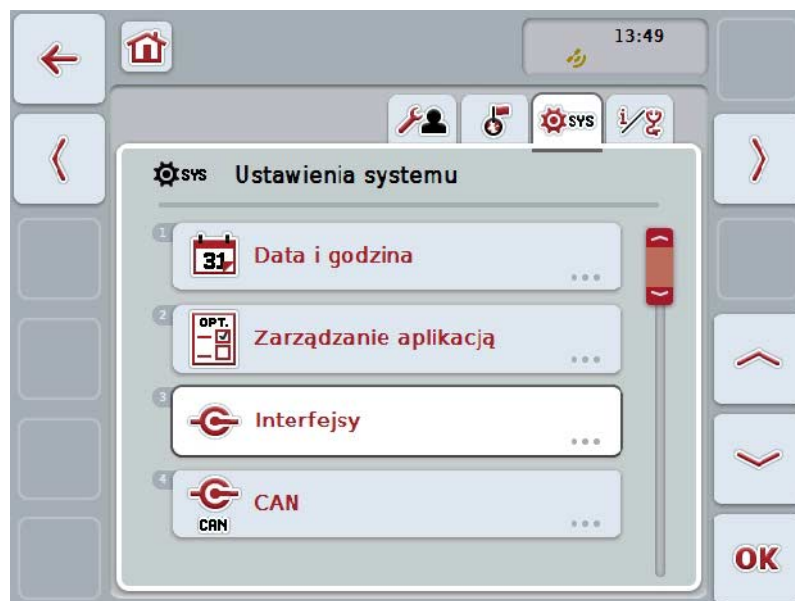 13:49
SYS
i/
SYS Ustawienia systemu
1
31
Data i godzina
2
OPT.
Zarządzanie aplikacją
3
Interfejsy
4
CAN
CAN
OK